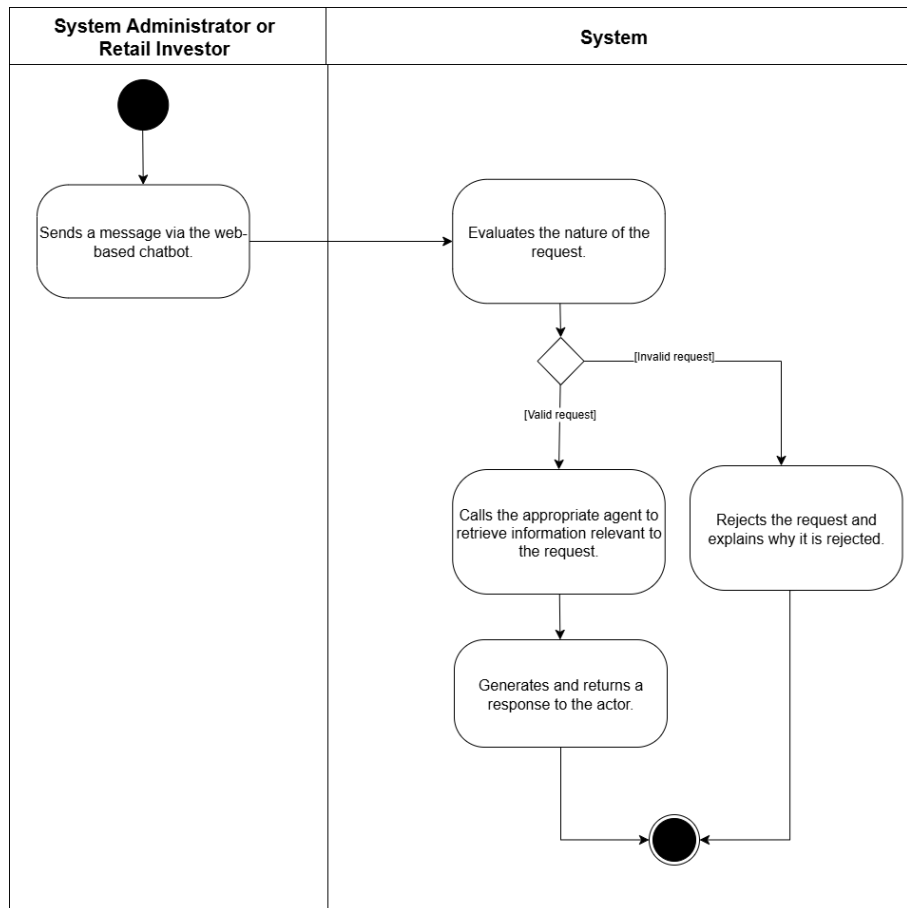 System Administrator or
Retail Investor
System
Sends a message via the web-
based chatbot.
Evaluates the nature of the
request.
[Invalid request]
[Valid request]
Calls the appropriate agent to
retrieve information relevant to
the request.
Rejects the request and
explains why it is rejected.
Generates and returns a
response to the actor.